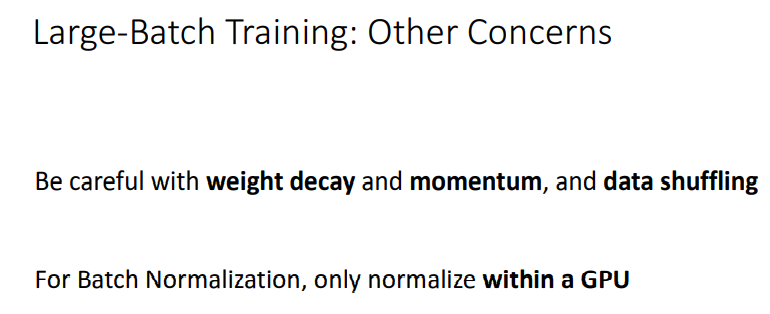 Large-Batch Training: Other Concerns
Be careful with weight decay and momentum, and data shuffling
For Batch Normalization, only normalize within a GPU